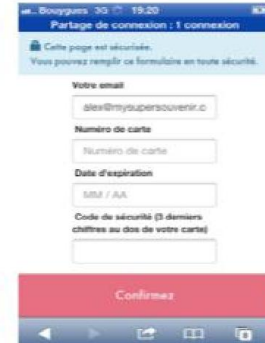 Bouygues 3G 19:20
Partage de connexion : 1 connexion
Cette page est sécurisée.
Vous pouvez remplir ce formulaire en toute sécurité.
Votre email
alex@mysupersouvenir.c
Numéro de carte
Numéro de carte
Date d'expiration
MM / AA
Code de sécurité (3 derniers
chiffres au dos de votre carte)
Confirmez